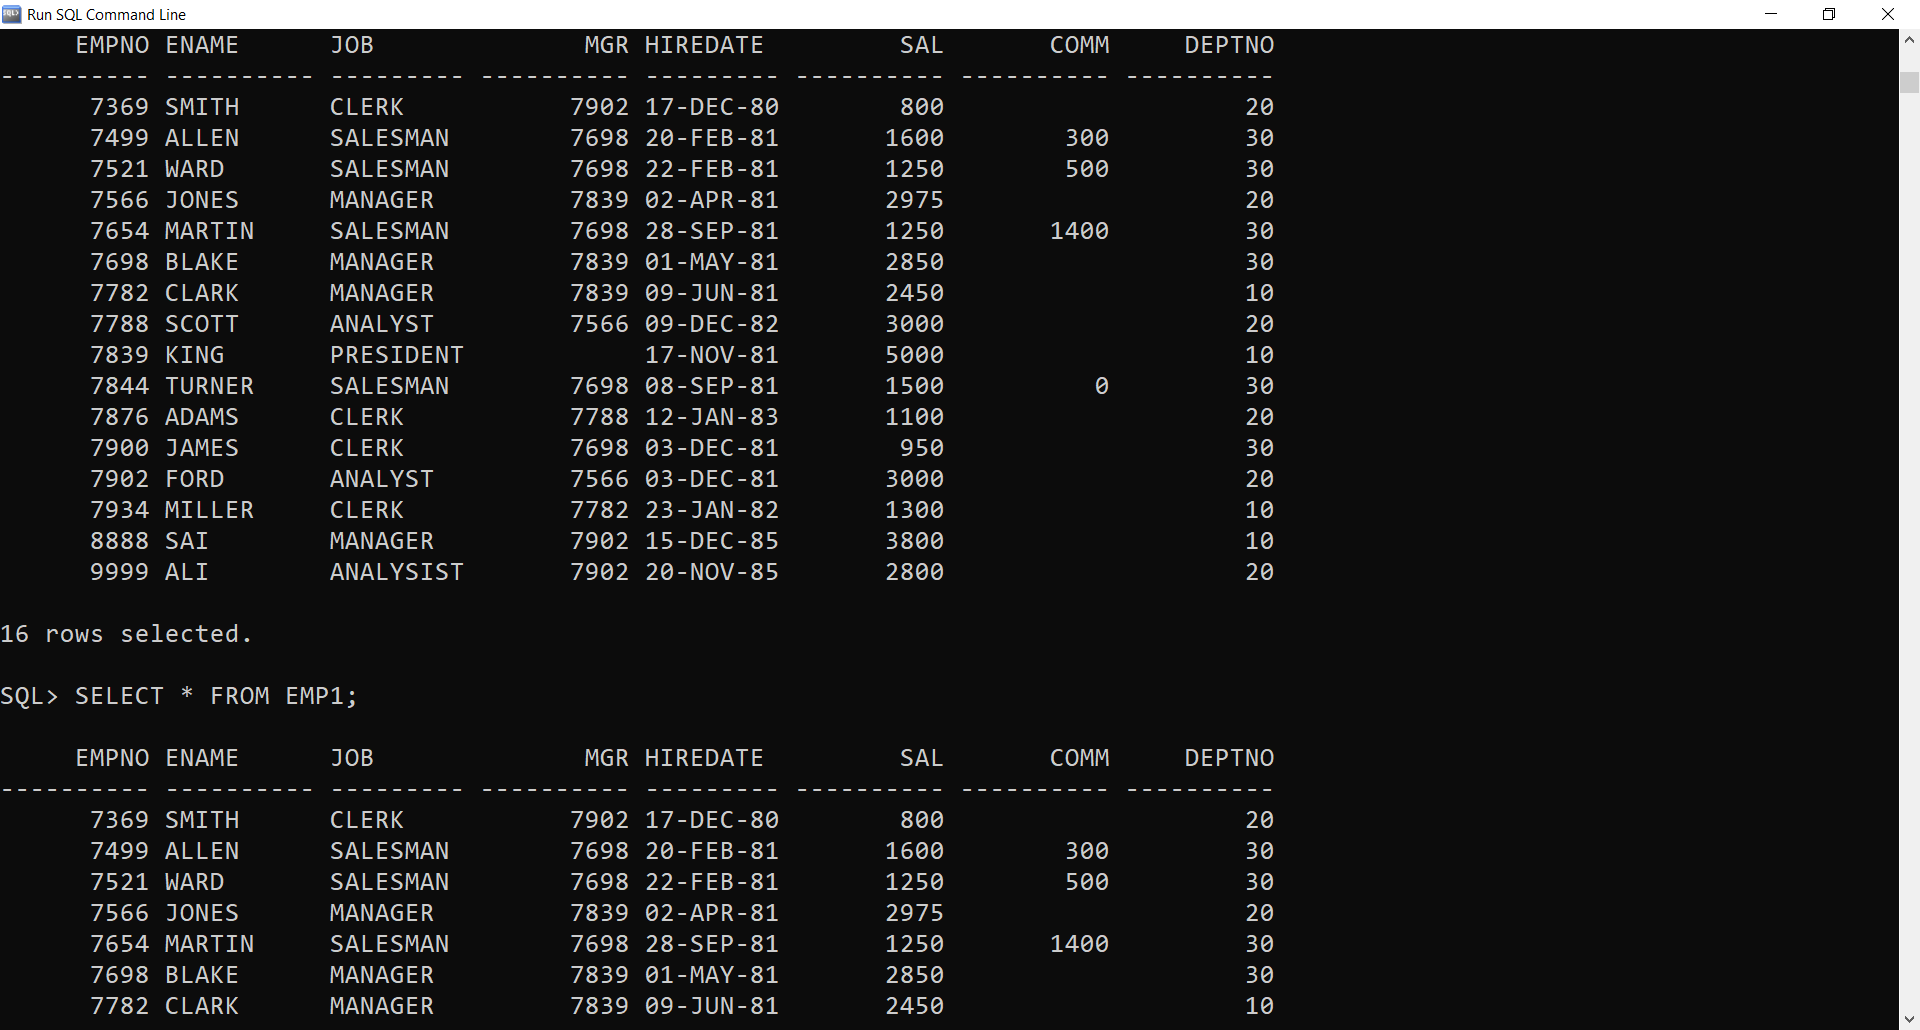 Run SQL Command Line
     EMPNO ENAME      JOB              MGR HIREDATE         SAL       COMM     DEPTNO
---------- ---------- --------- ---------- --------- ---------- ---------- ----------
      7369 SMITH      CLERK           7902 17-DEC-80        800                    20
      7499 ALLEN      SALESMAN        7698 20-FEB-81       1600        300         30
      7521 WARD       SALESMAN        7698 22-FEB-81       1250        500         30
      7566 JONES      MANAGER         7839 02-APR-81       2975                    20
      7654 MARTIN     SALESMAN        7698 28-SEP-81       1250       1400         30
      7698 BLAKE      MANAGER         7839 01-MAY-81       2850                    30
      7782 CLARK      MANAGER         7839 09-JUN-81       2450                    10
      7788 SCOTT      ANALYST         7566 09-DEC-82       3000                    20
      7839 KING       PRESIDENT            17-NOV-81       5000                    10
      7844 TURNER     SALESMAN        7698 08-SEP-81       1500          0         30
      7876 ADAMS      CLERK           7788 12-JAN-83       1100                    20
      7900 JAMES      CLERK           7698 03-DEC-81        950                    30
      7902 FORD       ANALYST         7566 03-DEC-81       3000                    20
      7934 MILLER     CLERK           7782 23-JAN-82       1300                    10
      8888 SAI        MANAGER         7902 15-DEC-85       3800                    10
      9999 ALI        ANALYSIST       7902 20-NOV-85       2800                    20
16 rows selected.
SQL> SELECT * FROM EMP1;
     EMPNO ENAME      JOB              MGR HIREDATE         SAL       COMM     DEPTNO
---------- ---------- --------- ---------- --------- ---------- ---------- ----------
      7369 SMITH      CLERK           7902 17-DEC-80        800                    20
      7499 ALLEN      SALESMAN        7698 20-FEB-81       1600        300         30
      7521 WARD       SALESMAN        7698 22-FEB-81       1250        500         30
      7566 JONES      MANAGER         7839 02-APR-81       2975                    20
      7654 MARTIN     SALESMAN        7698 28-SEP-81       1250       1400         30
      7698 BLAKE      MANAGER         7839 01-MAY-81       2850                    30
      7782 CLARK      MANAGER         7839 09-JUN-81       2450                    10